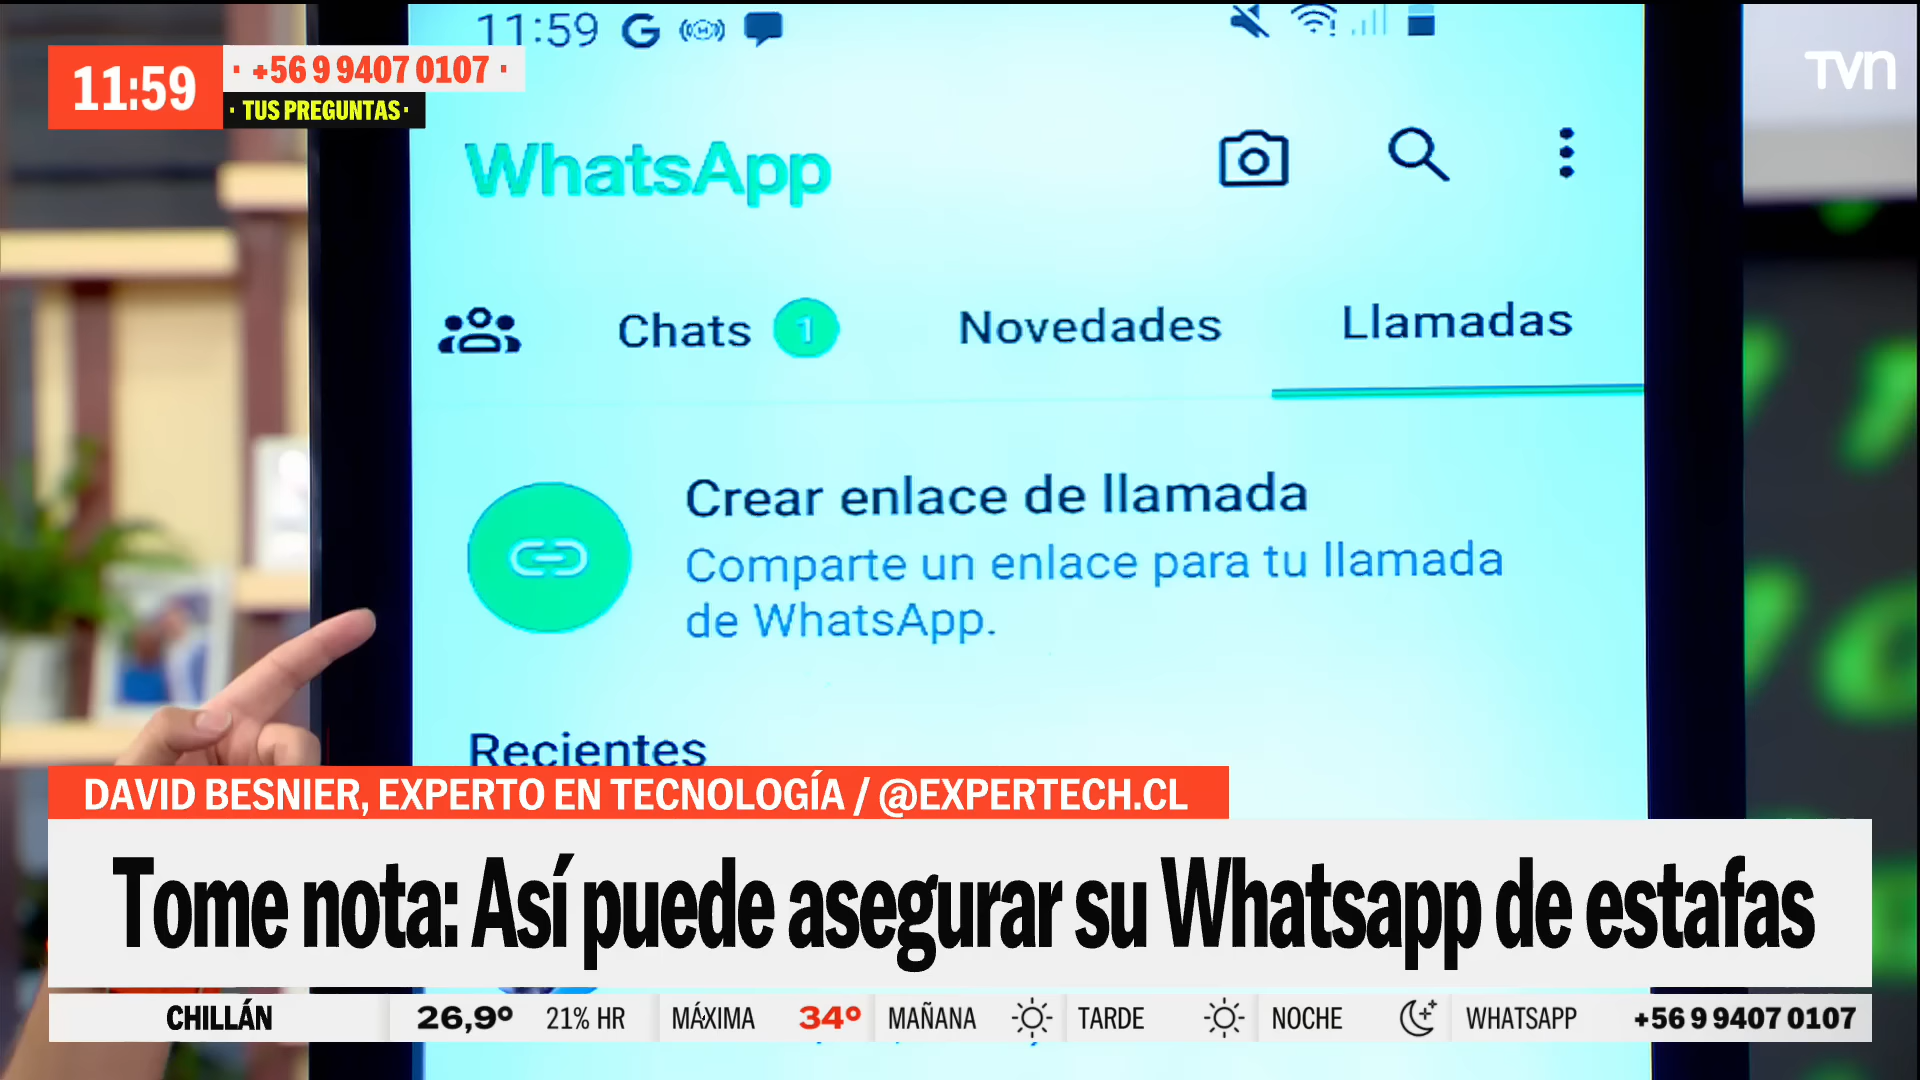 11:59
11:59
· +56 9 9407 0107 ·
· TUS PREGUNTAS ·
TVN
WhatsApp
Chats 1
Novedades
Llamadas
Crear enlace de llamada
Comparte un enlace para tu llamada
de WhatsApp.
Recientes
DAVID BESNIER, EXPERTO EN TECNOLOGÍA / @EXPERTECH.CL
Tome nota: Así puede asegurar su Whatsapp de estafas
CHILLÁN 26,9º 21% HR MÁXIMA 34º MAÑANA TARDE NOCHE WHATSAPP +56 9 9407 0107